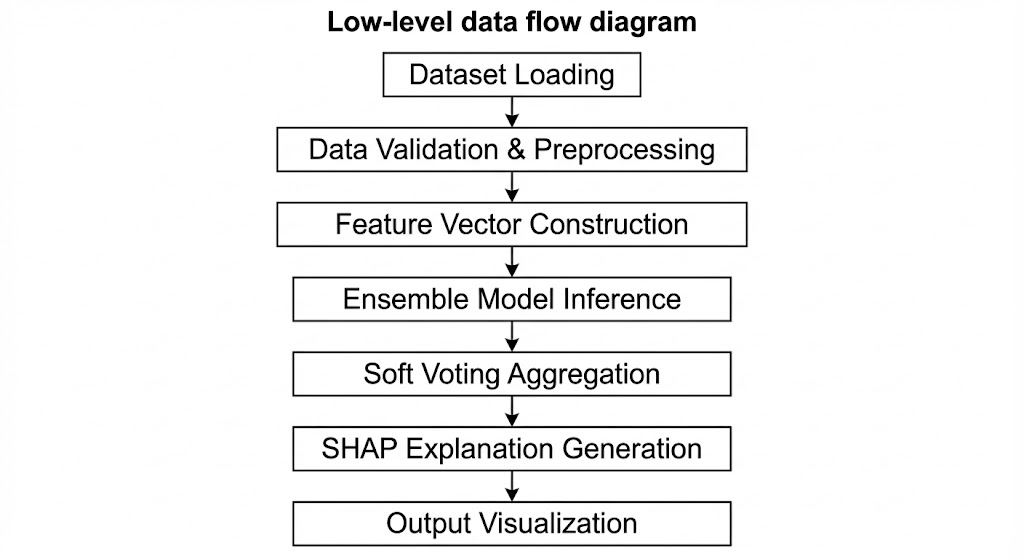 Low-level data flow diagram
Dataset Loading
Data Validation & Preprocessing
Feature Vector Construction
Ensemble Model Inference
Soft Voting Aggregation
SHAP Explanation Generation
Output Visualization